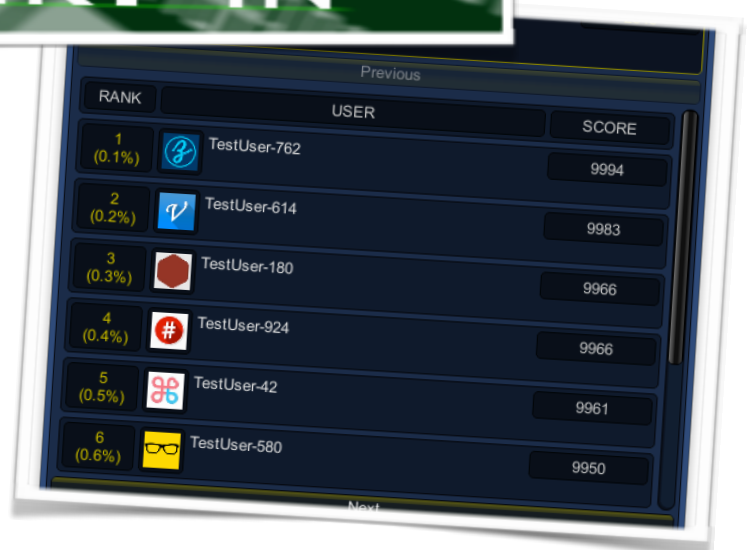 Previous
RANK USER SCORE
1
(0.1%)
TestUser-762
9994
2
(0.2%)
TestUser-614
9983
3
(0.3%)
TestUser-180
9966
4
(0.4%)
TestUser-924
9966
5
(0.5%)
TestUser-42
9961
6
(0.6%)
TestUser-580
9950
Next